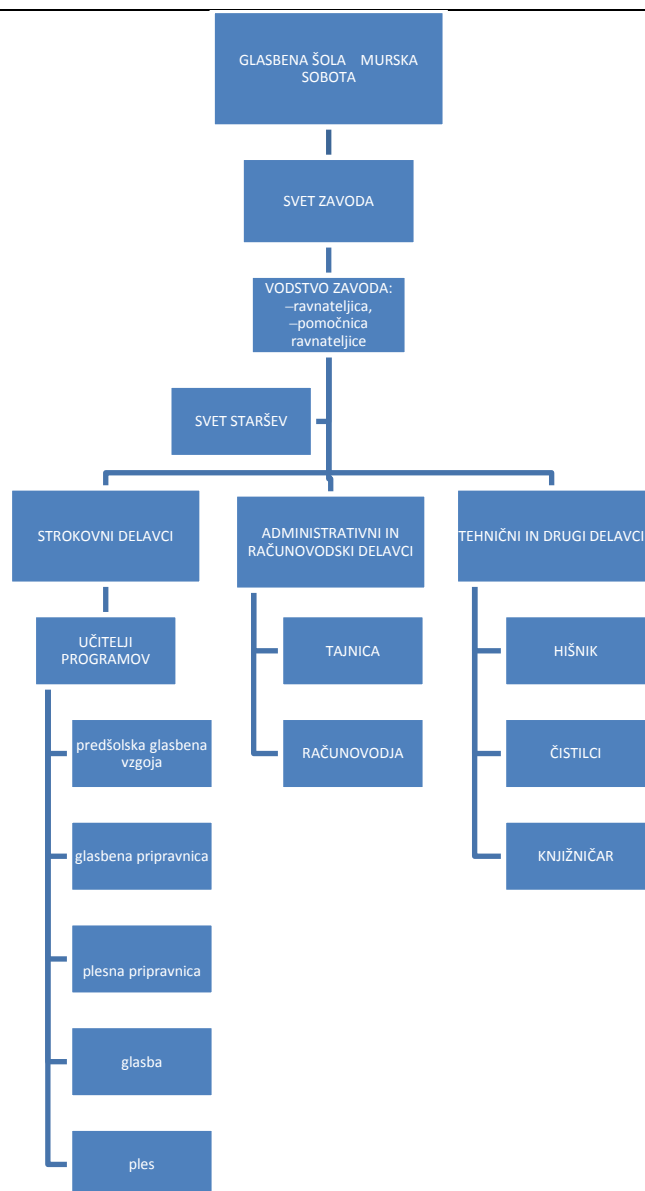 GLASBENA ŠOLA MURSKA
SOBOTA
SVET ZAVODA
VODSTVO ZAVODA:
–ravnateljica,
–pomočnica
ravnateljice
SVET STARŠEV
STROKOVNI DELAVCI
UČITELJI
PROGRAMOV
predšolska glasbena
vzgoja
glasbena pripravnica
plesna pripravnica
glasba
ples
ADMINISTRATIVNI IN
RAČUNOVODSKI DELAVCI
TAJNICA
RAČUNOVODJA
TEHNIČNI IN DRUGI DELAVCI
HIŠNIK
ČISTILCI
KNJIŽNIČAR